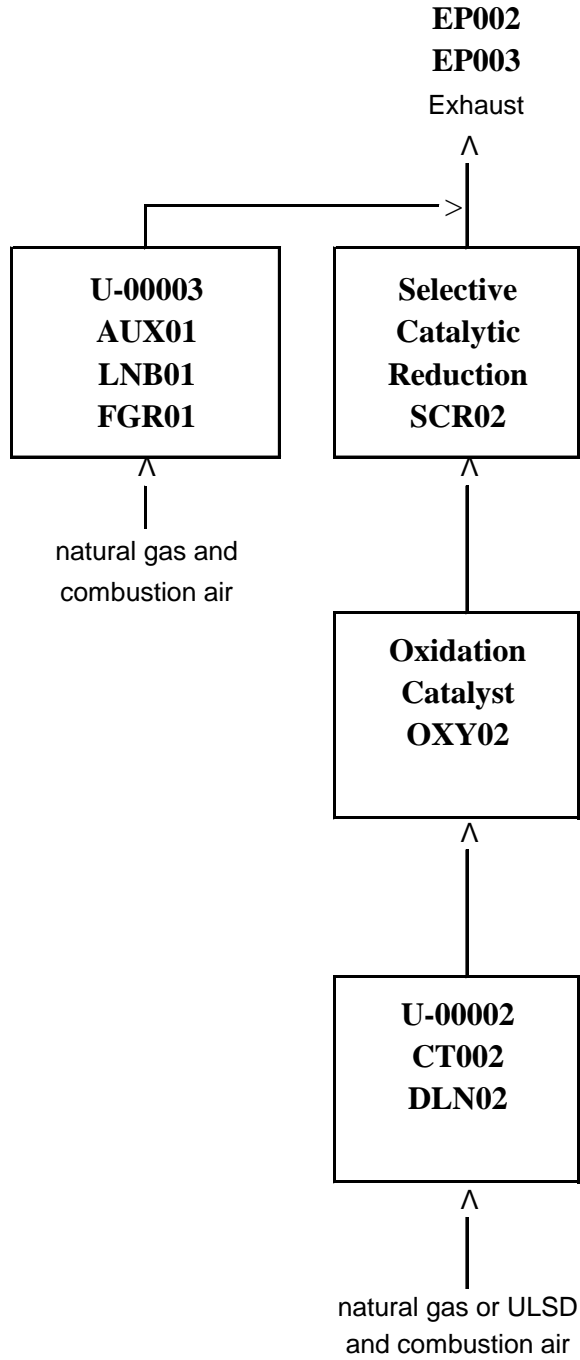 EP002
EP003
Exhaust
U-00003
AUX01
LNB01
FGR01
Selective
Catalytic
Reduction
SCR02
natural gas and
combustion air
Oxidation
Catalyst
OXY02
U-00002
CT002
DLN02
natural gas or ULSD
and combustion air